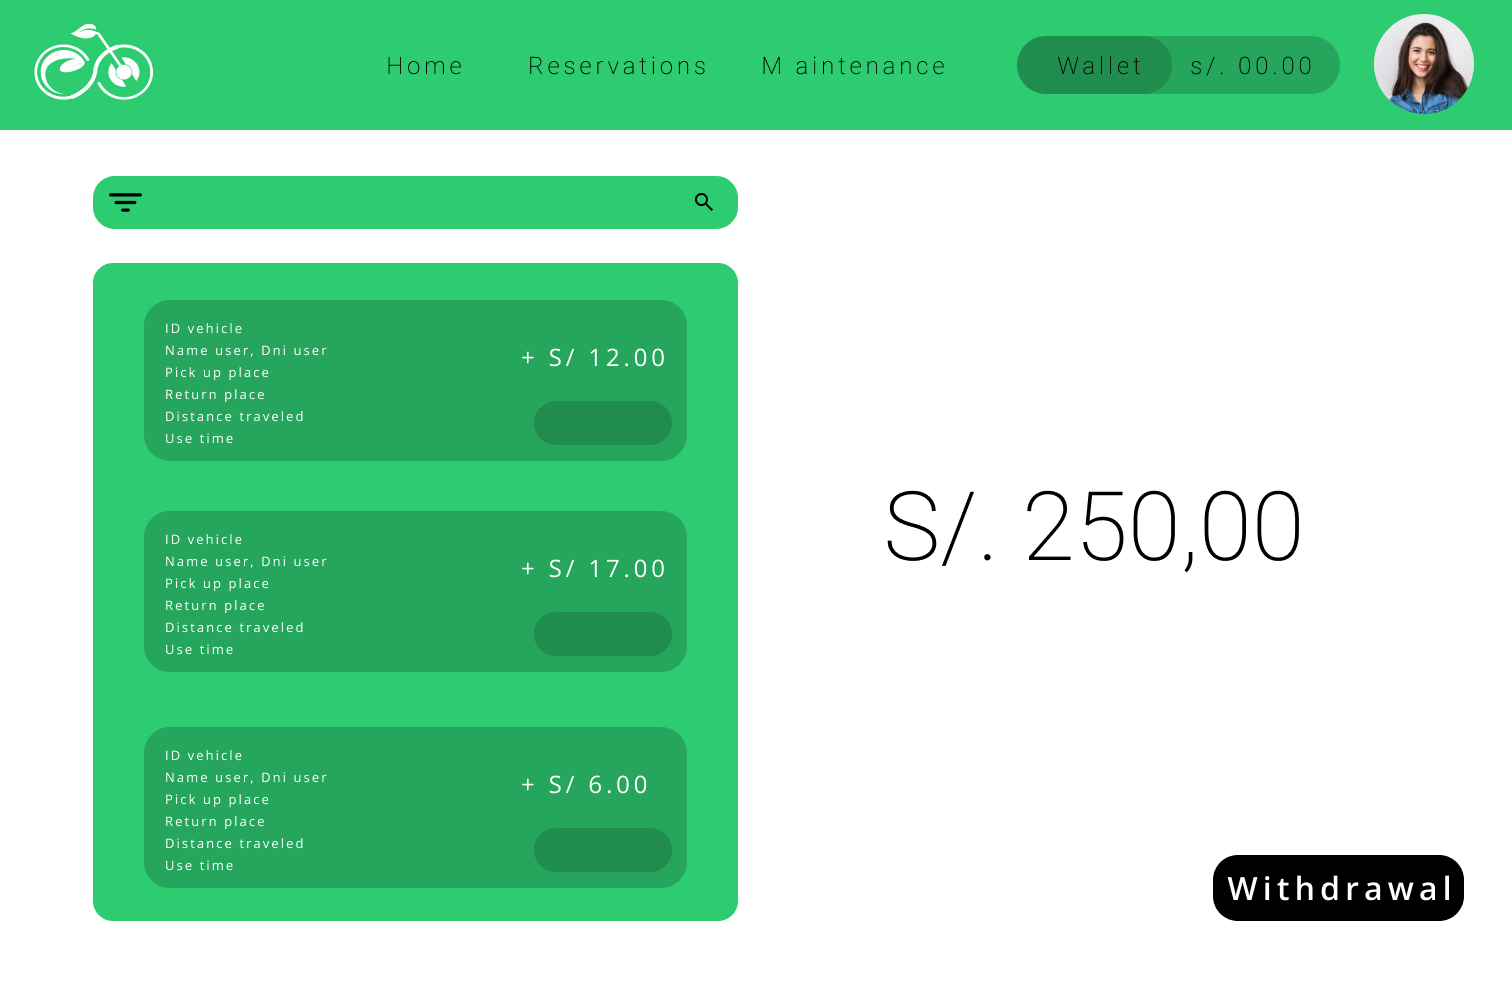 Home Reservations M aintenance Wallet s/. 00.00
ID vehicle
Name user, Dni user
Pick up place
Return place
Distance traveled
Use time
+ S/ 12.00
ID vehicle
Name user, Dni user
Pick up place
Return place
Distance traveled
Use time
+ S/ 17.00
ID vehicle
Name user, Dni user
Pick up place
Return place
Distance traveled
Use time
+ S/ 6.00
S/. 250,00
Withdrawal